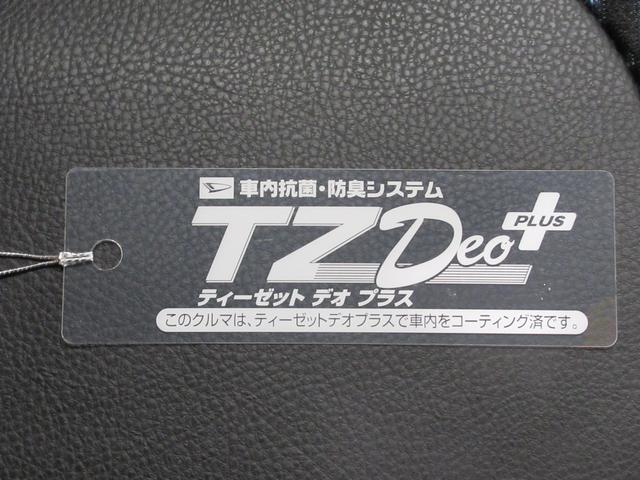 車内抗菌・防臭システム
TZ Deo PLUS
ティーゼット デオ プラス
このクルマは、ティーゼットデオプラスで車内をコーティング済です。